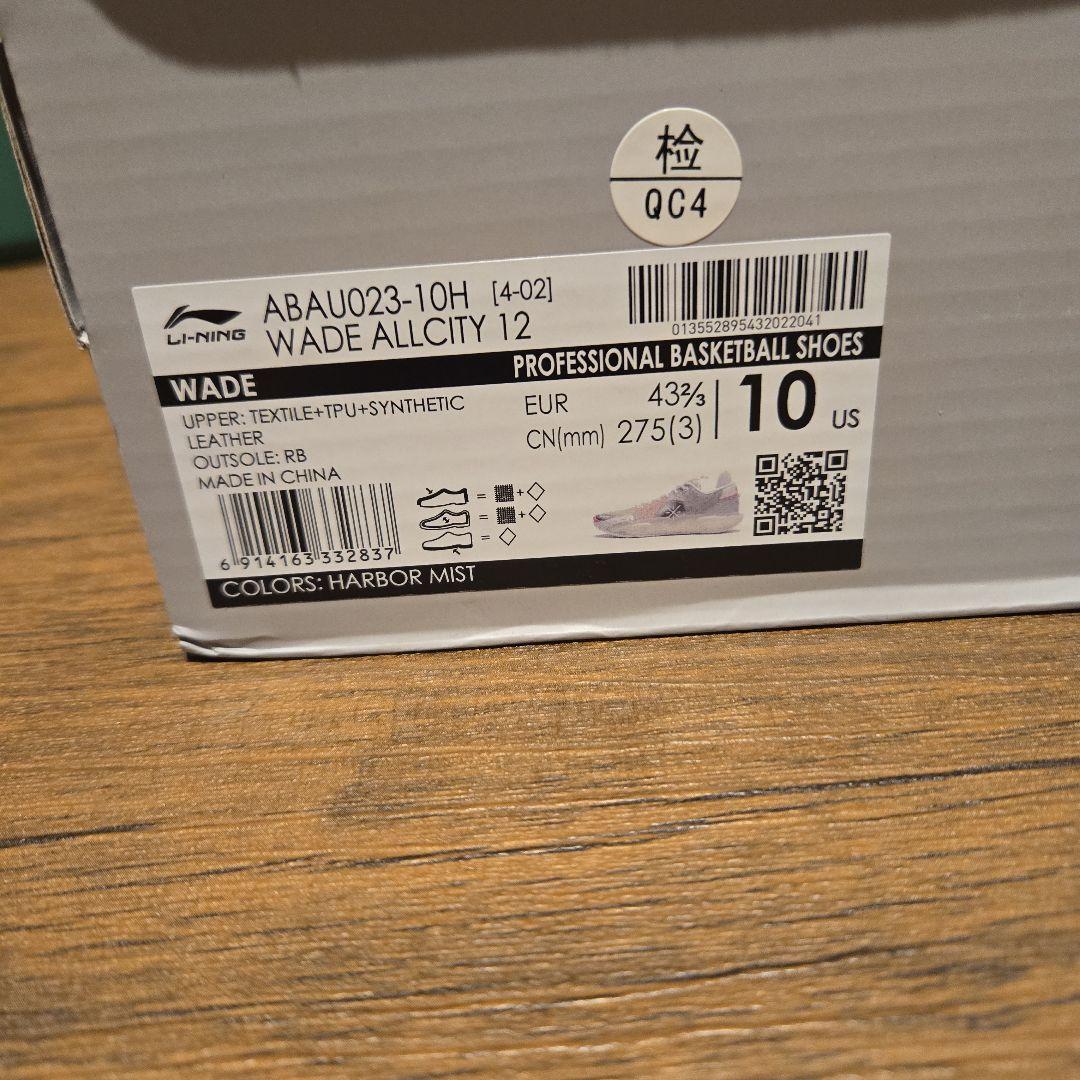 检
QC4
LI-NING
ABAU023-10H [4-02]
WADE ALLCITY 12
013552895432022041
PROFESSIONAL BASKETBALL SHOES
WADE
UPPER: TEXTILE+TPU+SYNTHETIC
LEATHER
OUTSOLE: RB
MADE IN CHINA
EUR 43⅔
CN(mm) 275(3)
10 US
= +
= +
=
6 914163 332837
COLORS: HARBOR MIST